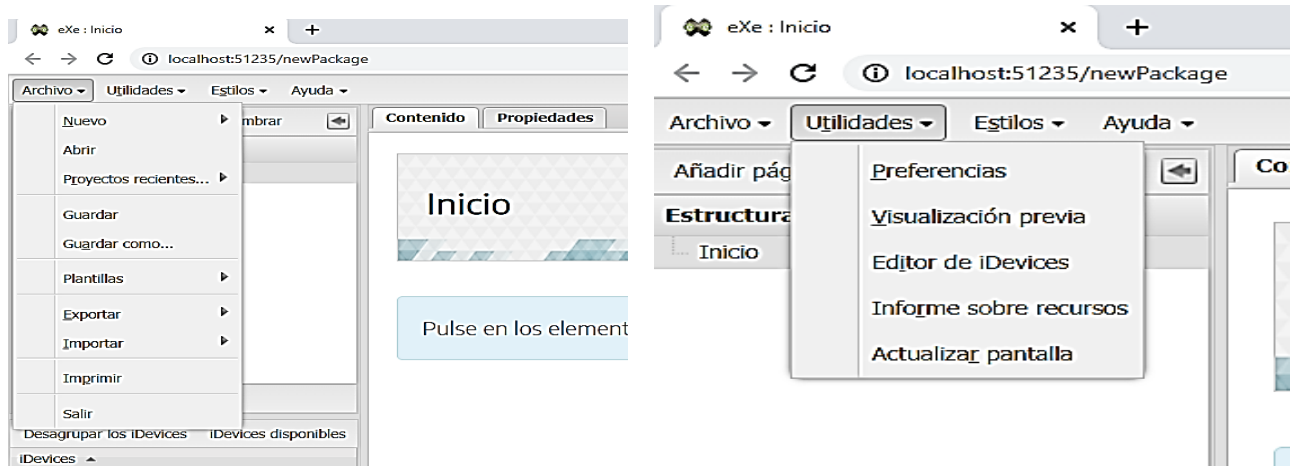 eXe : Inicio
localhost:51235/newPackage
Archivo Utilidades Estilos Ayuda
Nuevo
Abrir
Proyectos recientes...
Guardar
Guardar como...
Plantillas
Exportar
Importar
Imprimir
Salir
mbrar
Contenido Propiedades
Inicio
Pulse en los element
Desagrupar los iDevices iDevices disponibles
iDevices
eXe : Inicio
localhost:51235/newPackage
Archivo Utilidades Estilos Ayuda
Añadir pág
Estructura
Inicio
Preferencias
Visualización previa
Editor de iDevices
Informe sobre recursos
Actualizar pantalla
Co